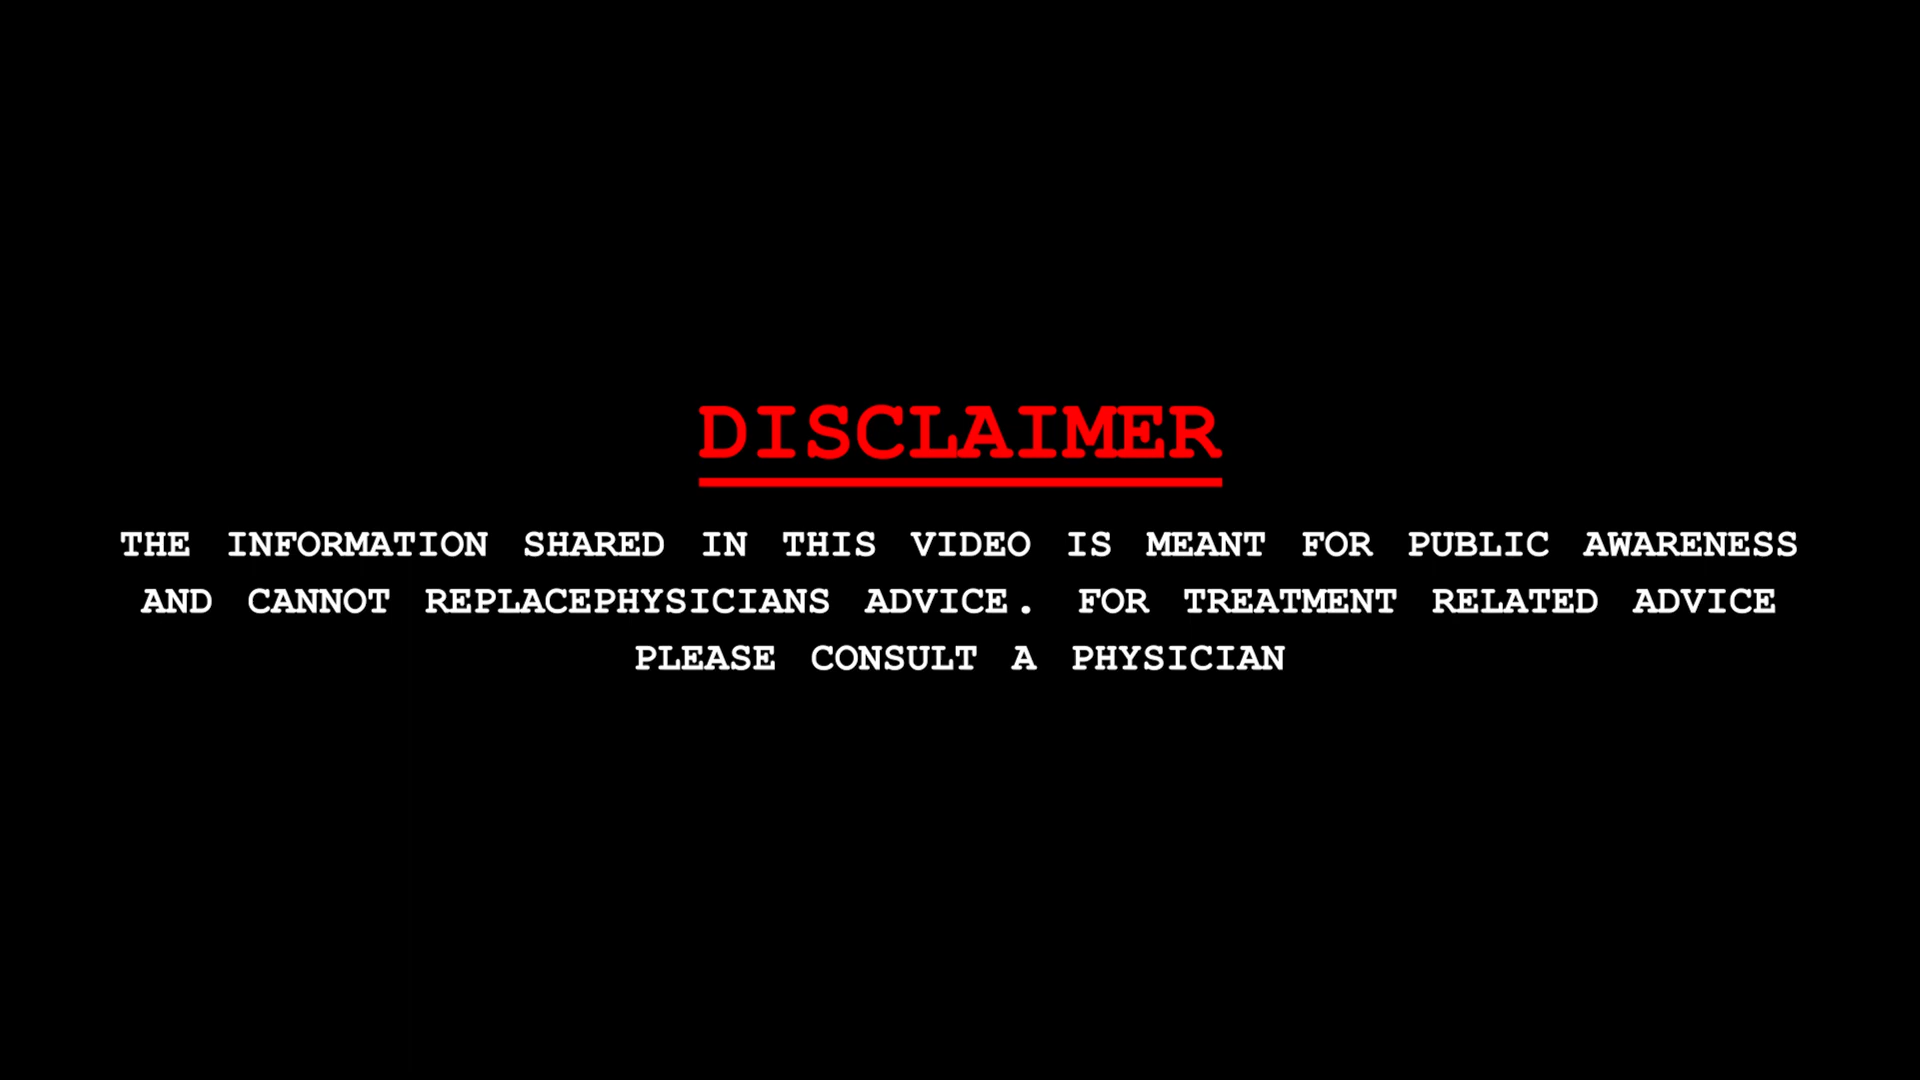 DISCLAIMER
THE INFORMATION SHARED IN THIS VIDEO IS MEANT FOR PUBLIC AWARENESS
AND CANNOT REPLACEPHYSICIANS ADVICE. FOR TREATMENT RELATED ADVICE
PLEASE CONSULT A PHYSICIAN